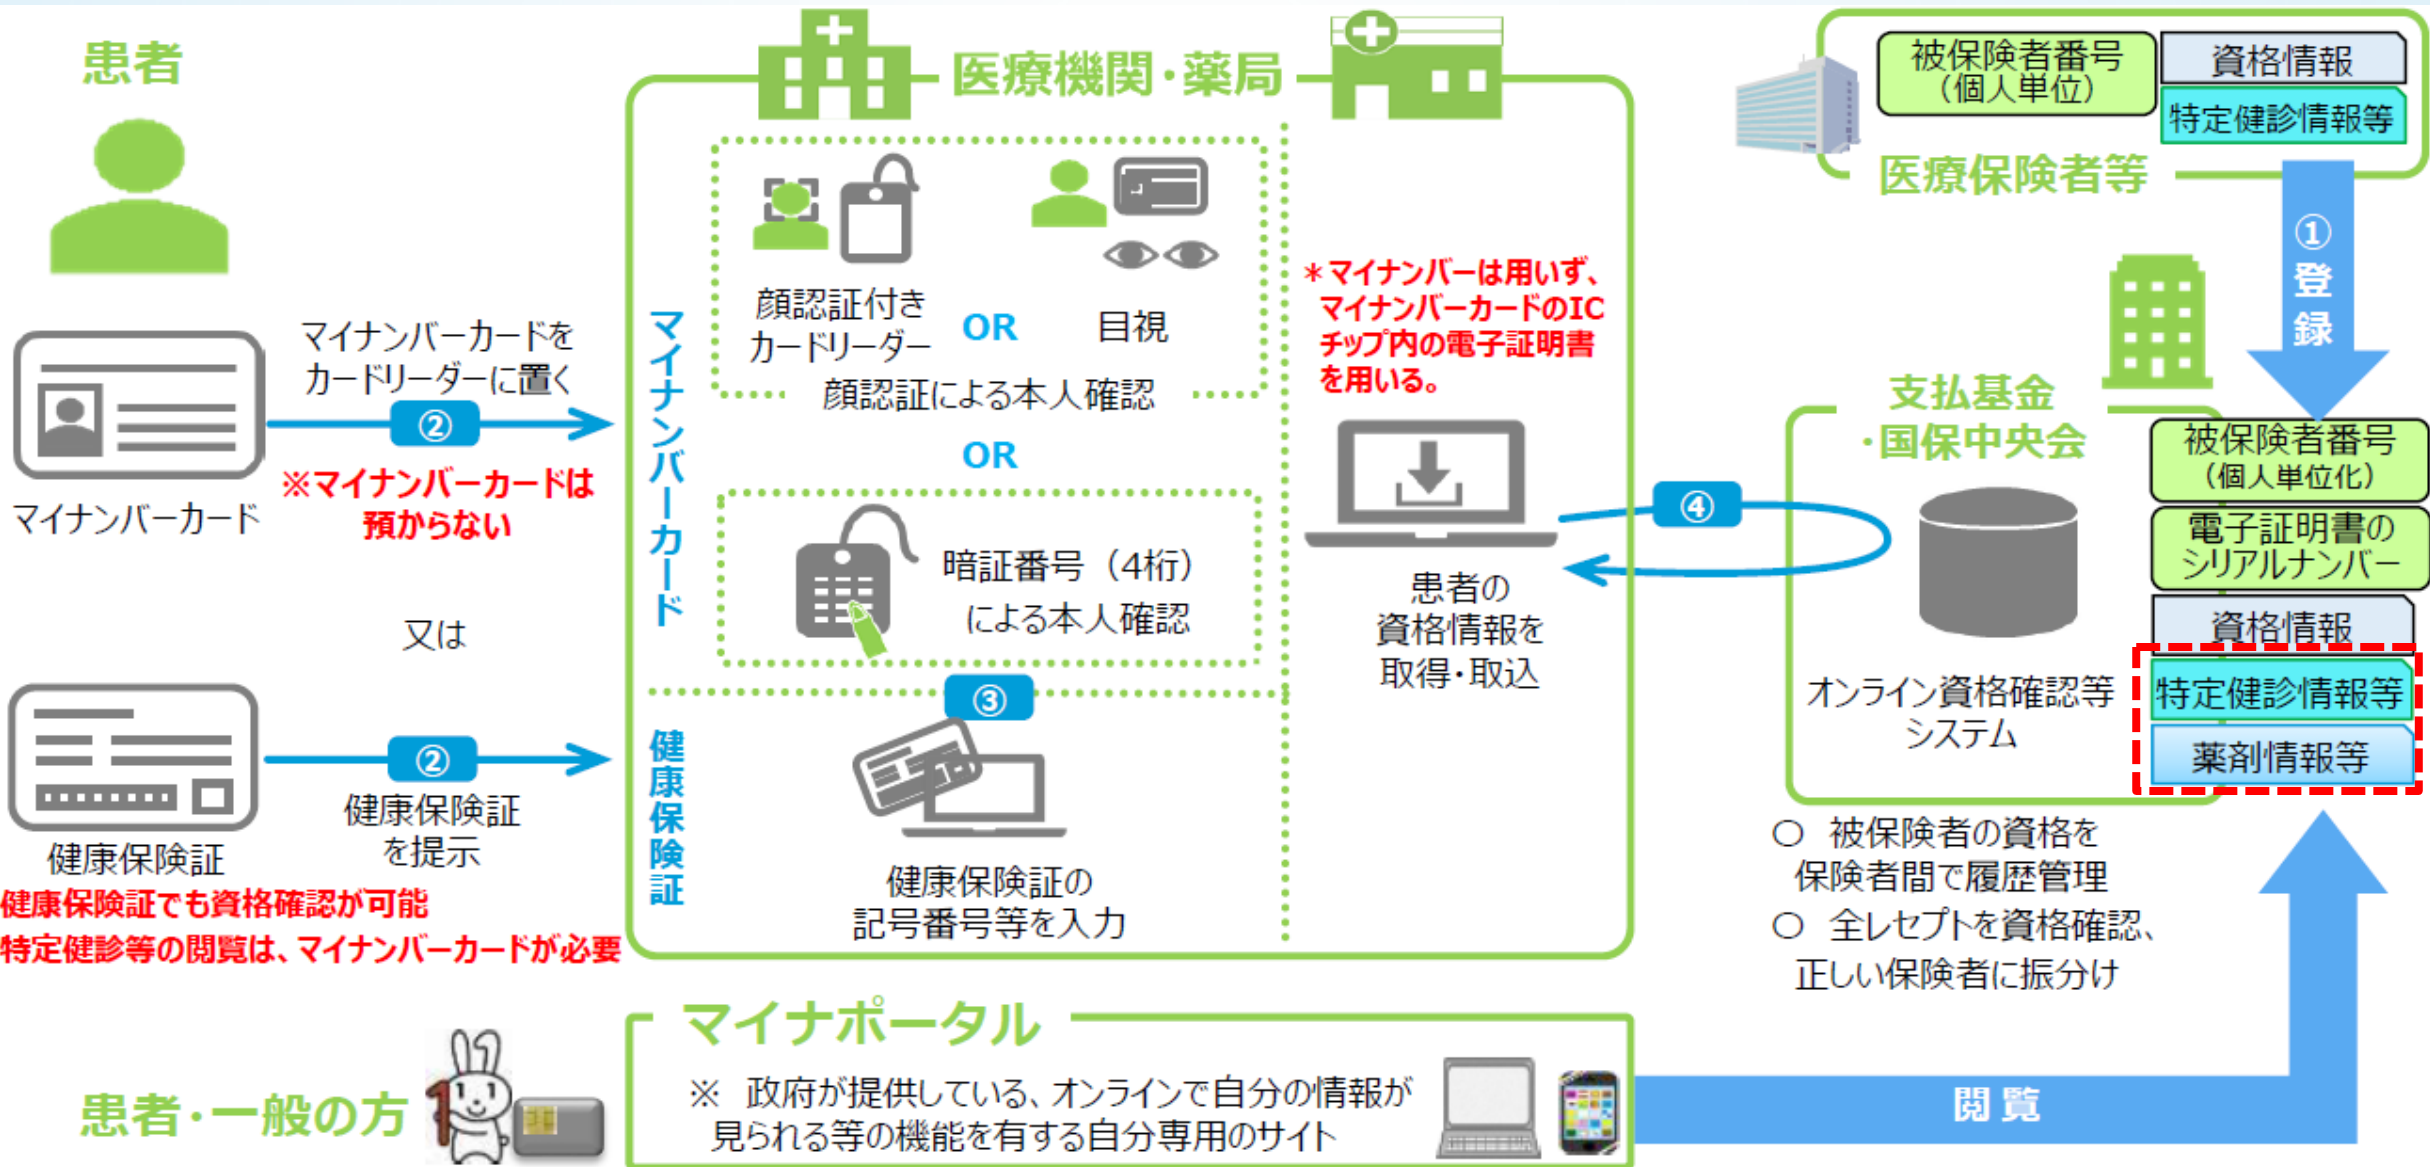 患者
マイナンバーカードを
カードリーダーに置く
②
※マイナンバーカードは
預からない
マイナンバーカード
又は
②
健康保険証
を提示
健康保険証
健康保険証でも資格確認が可能
特定健診等の閲覧は、マイナンバーカードが必要
医療機関・薬局
マイナンバーカード
顔認証付き
カードリーダー
OR
目視
顔認証による本人確認
OR
暗証番号（4桁）
による本人確認
③
健康保険証
健康保険証の
記号番号等を入力
＊マイナンバーは用いず、
マイナンバーカードのIC
チップ内の電子証明書
を用いる。
患者の
資格情報を
取得・取込
④
被保険者番号
（個人単位）
資格情報
特定健診情報等
医療保険者等
①
登
録
支払基金
・国保中央会
被保険者番号
（個人単位化）
電子証明書の
シリアルナンバー
資格情報
特定健診情報等
薬剤情報等
オンライン資格確認等
システム
○ 被保険者の資格を
保険者間で履歴管理
○ 全レセプトを資格確認、
正しい保険者に振分け
患者・一般の方
マイナポータル
※ 政府が提供している、オンラインで自分の情報が
見られる等の機能を有する自分専用のサイト
閲覧